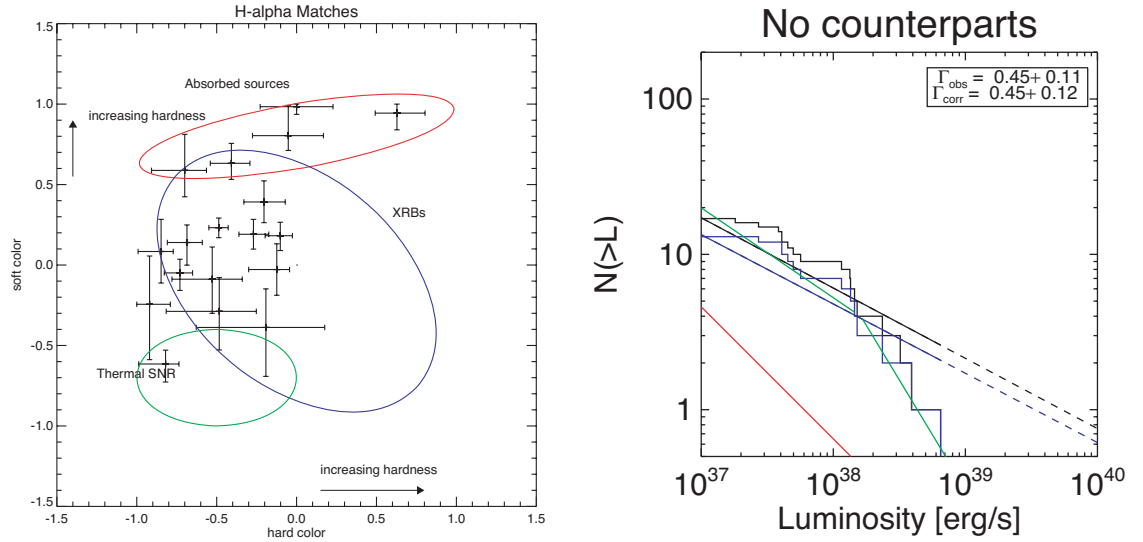 H-alpha Matches
1.5
1.0
0.5
0.0
-0.5
-1.0
-1.5
soft color
Absorbed sources
increasing hardness
XRBs
Thermal SNR
increasing hardness
-1.5 -1.0 -0.5 0.0 0.5 1.0 1.5
hard color
No counterparts
Γobs = 0.45+ 0.11
Γcorr = 0.45+ 0.12
100
10
1
N(>L)
10^37 10^38 10^39 10^40
Luminosity [erg/s]